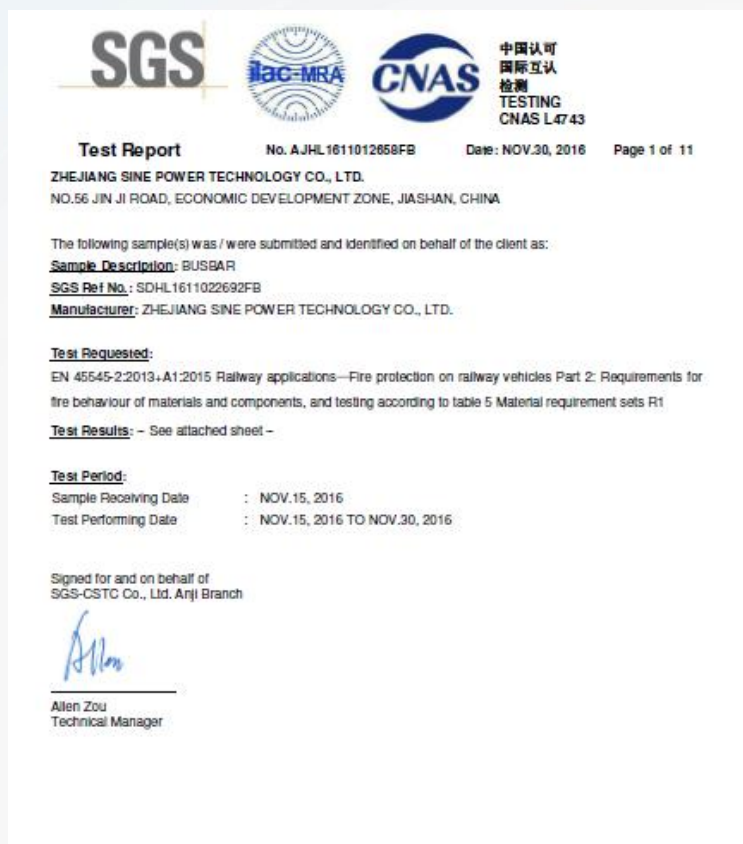 SGS
ilac-MRA
CNAS
中国认可
国际互认
检测
TESTING
CNAS L4743
Test Report No. AJHL1611012658FB Date: NOV.30, 2016 Page 1 of 11
ZHEJIANG SINE POWER TECHNOLOGY CO., LTD.
NO.56 JIN JI ROAD, ECONOMIC DEVELOPMENT ZONE, JIASHAN, CHINA
The following sample(s) was / were submitted and identified on behalf of the client as:
Sample Description: BUSBAR
SGS Ref No.: SDHL1611022692FB
Manufacturer: ZHEJIANG SINE POWER TECHNOLOGY CO., LTD.
Test Requested:
EN 45545-2:2013+A1:2015 Railway applications—Fire protection on railway vehicles Part 2: Requirements for
fire behaviour of materials and components, and testing according to table 5 Material requirement sets R1
Test Results: – See attached sheet –
Test Period:
Sample Receiving Date : NOV.15, 2016
Test Performing Date : NOV.15, 2016 TO NOV.30, 2016
Signed for and on behalf of
SGS-CSTC Co., Ltd. Anji Branch
Allen
Allen Zou
Technical Manager